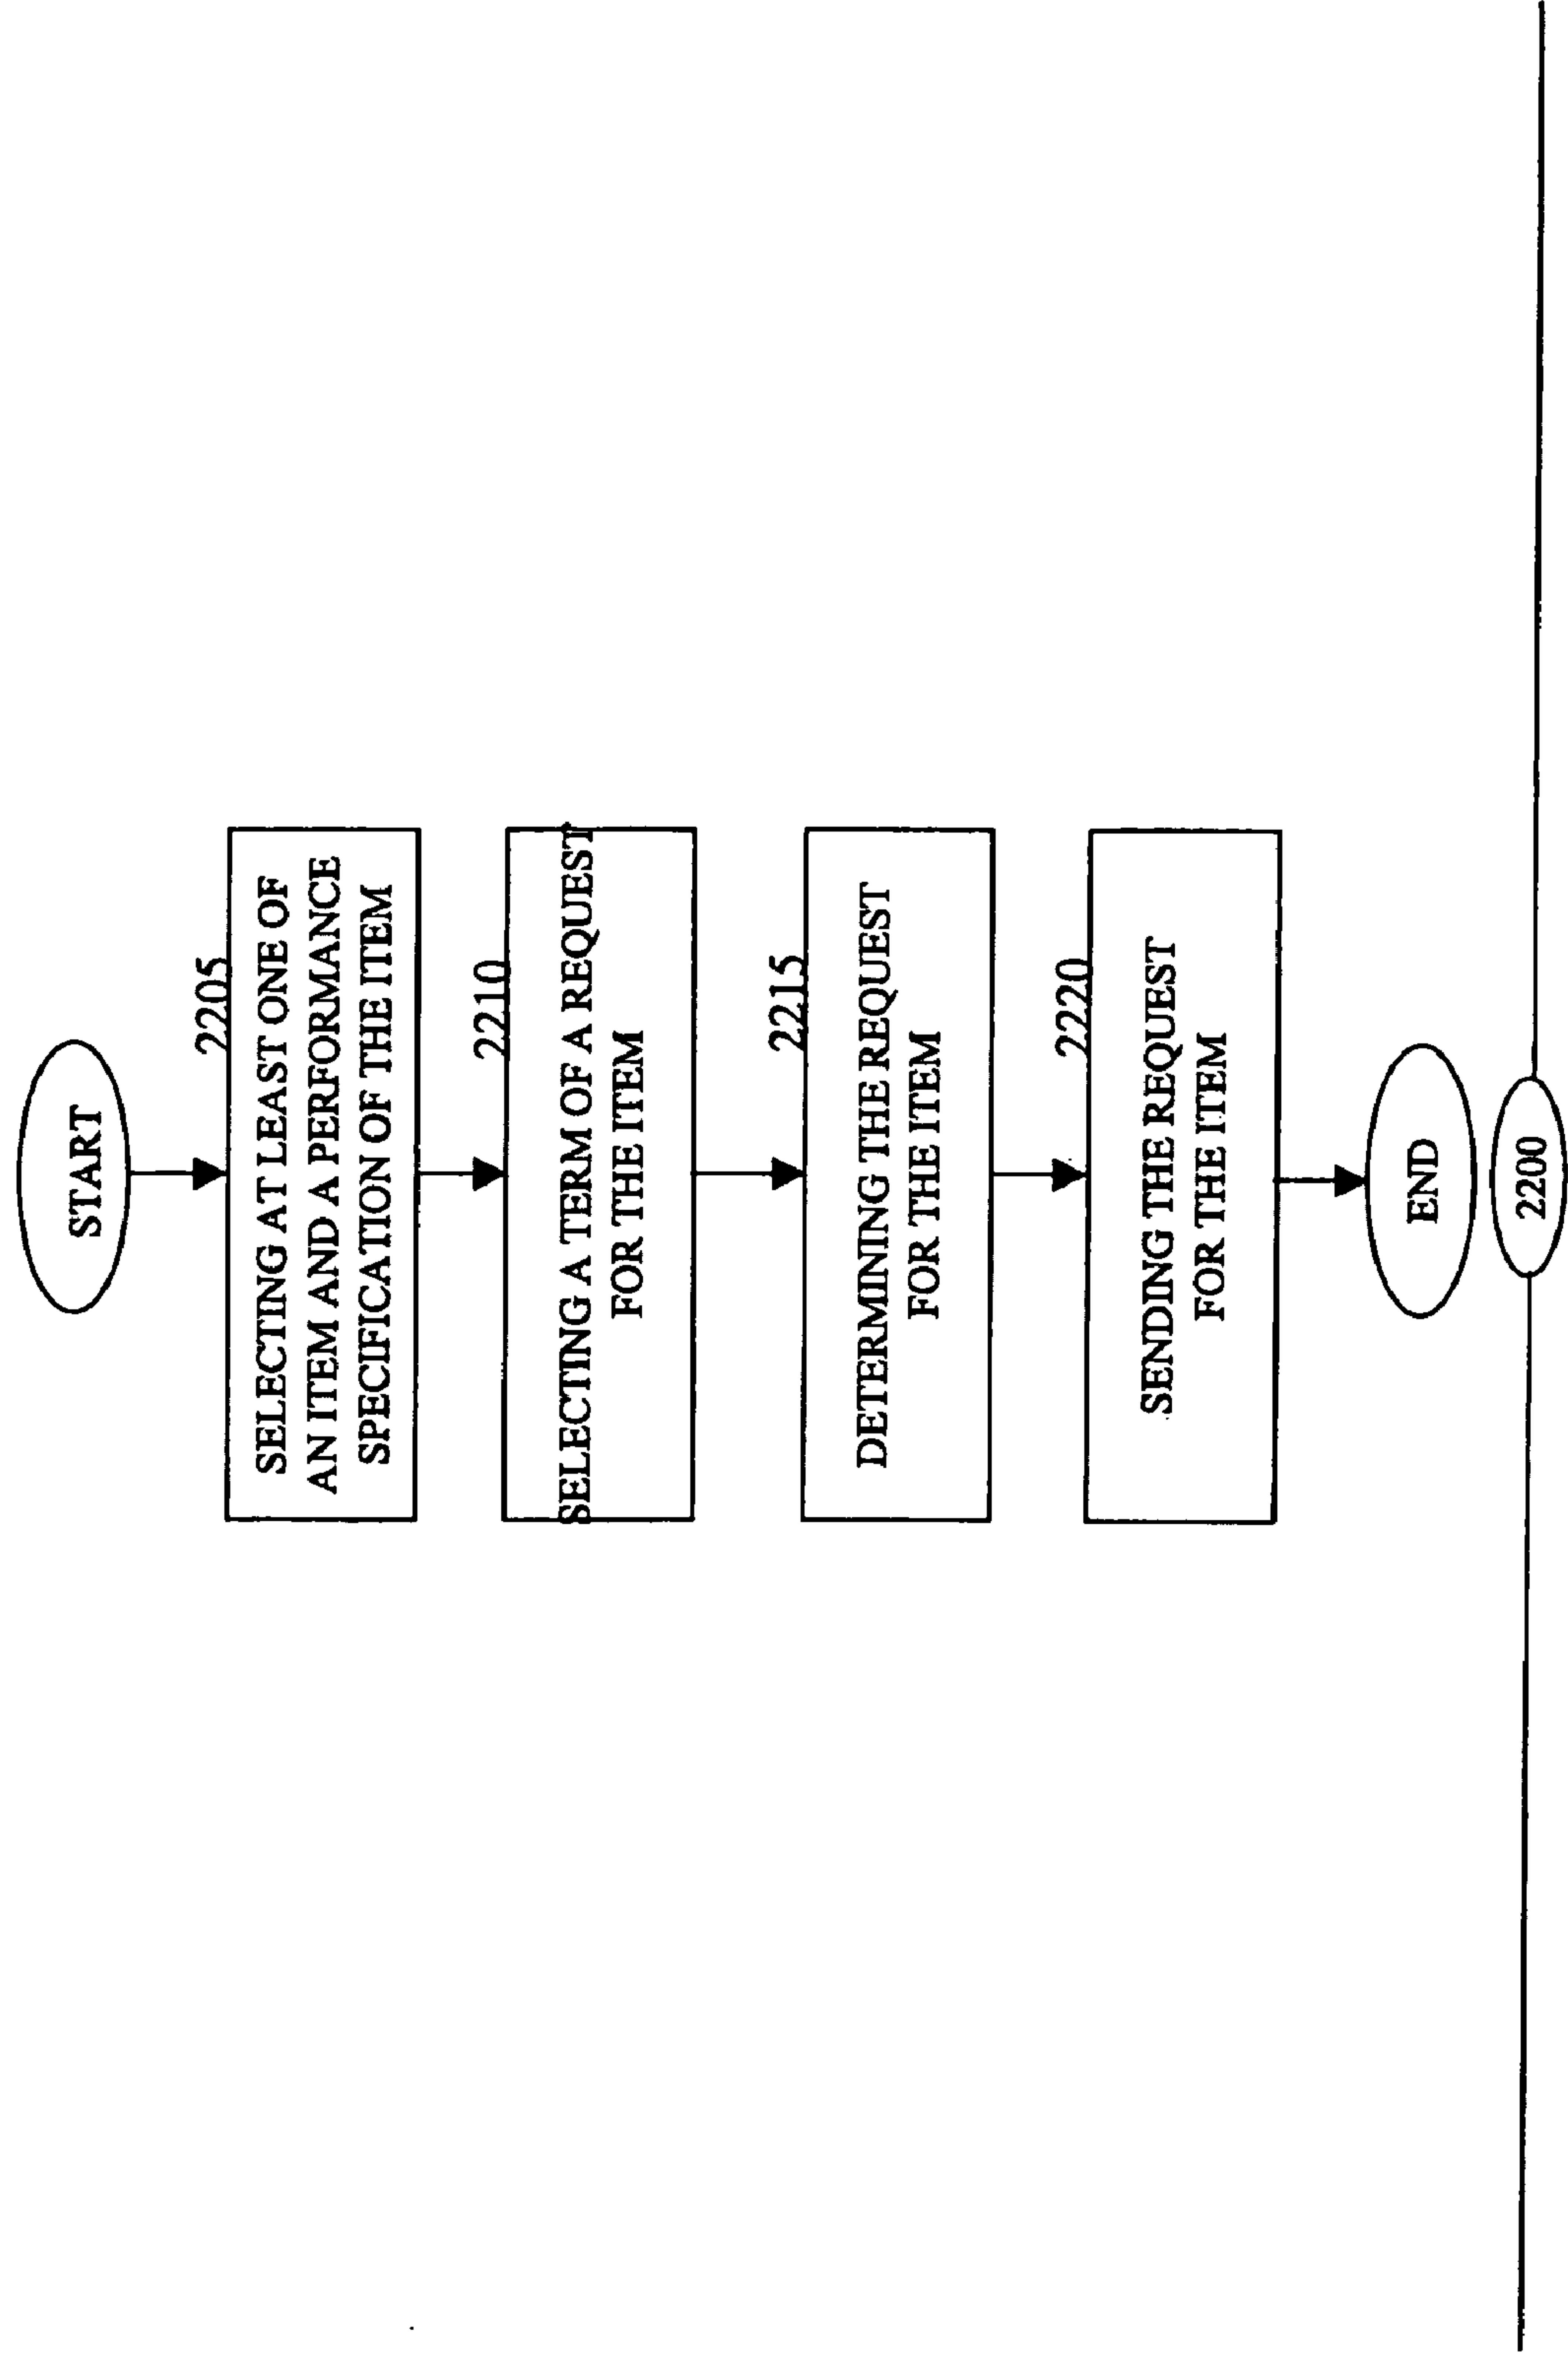 START
2205
SELECTING AT LEAST ONE OF
AN ITEM AND A PERFORMANCE
SPECIFICATION OF THE ITEM
2210
SELECTING A TERM OF A REQUEST
FOR THE ITEM
2215
DETERMINING THE REQUEST
FOR THE ITEM
2220
SENDING THE REQUEST
FOR THE ITEM
END
2200